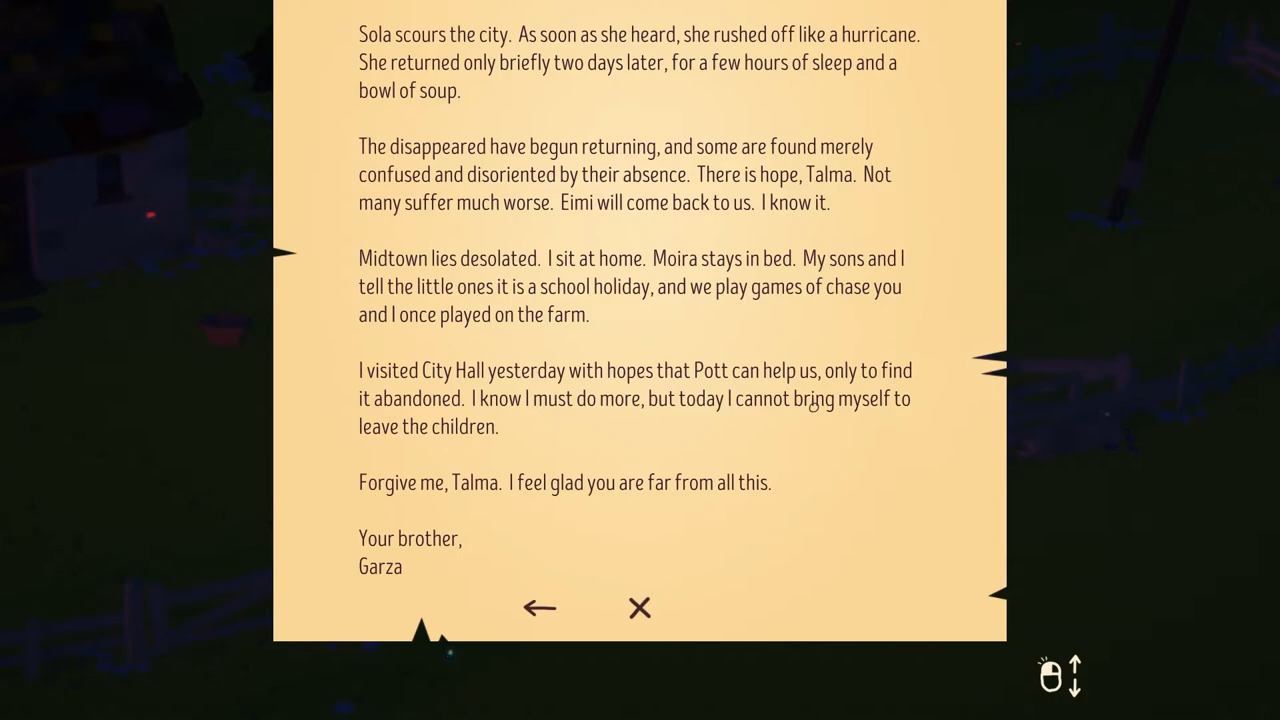 Sola scours the city. As soon as she heard, she rushed off like a hurricane.
She returned only briefly two days later, for a few hours of sleep and a
bowl of soup.
The disappeared have begun returning, and some are found merely
confused and disoriented by their absence. There is hope, Talma. Not
many suffer much worse. Eimi will come back to us. I know it.
Midtown lies desolated. I sit at home. Moira stays in bed. My sons and I
tell the little ones it is a school holiday, and we play games of chase you
and I once played on the farm.
I visited City Hall yesterday with hopes that Pott can help us, only to find
it abandoned. I know I must do more, but today I cannot bring myself to
leave the children.
Forgive me, Talma. I feel glad you are far from all this.
Your brother,
Garza